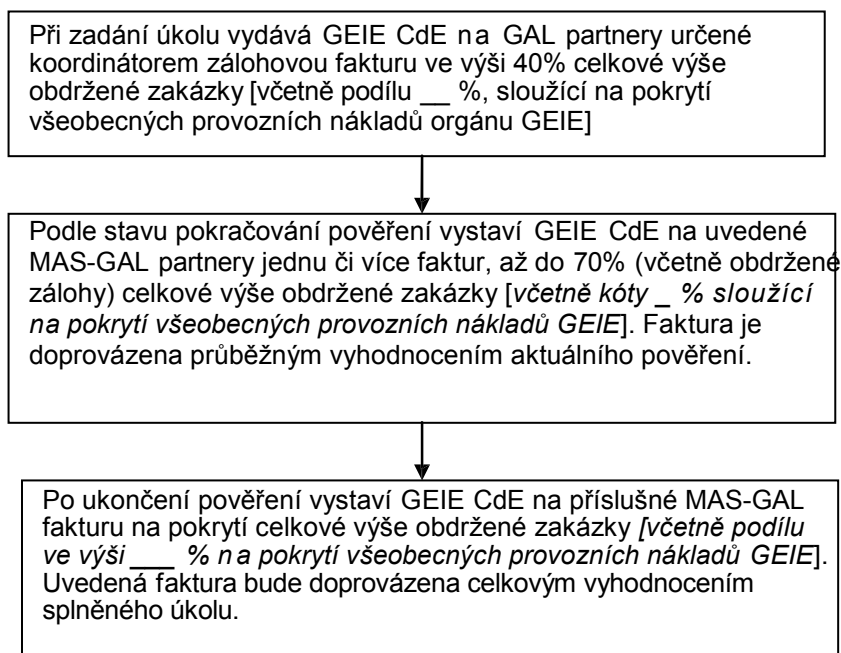 Při zadání úkolu vydává GEIE CdE na GAL partnery určené
koordinátorem zálohovou fakturu ve výši 40% celkové výše
obdržené zakázky [včetně podílu __ %, sloužící na pokrytí
všeobecných provozních nákladů orgánu GEIE]
Podle stavu pokračování pověření vystaví GEIE CdE na uvedené
MAS-GAL partnery jednu či více faktur, až do 70% (včetně obdržené
zálohy) celkové výše obdržené zakázky [včetně kóty _ % sloužící
na pokrytí všeobecných provozních nákladů GEIE]. Faktura je
doprovázena průběžným vyhodnocením aktuálního pověření.
Po ukončení pověření vystaví GEIE CdE na příslušné MAS-GAL
fakturu na pokrytí celkové výše obdržené zakázky [včetně podílu
ve výši ___ % na pokrytí všeobecných provozních nákladů GEIE].
Uvedená faktura bude doprovázena celkovým vyhodnocením
splněného úkolu.